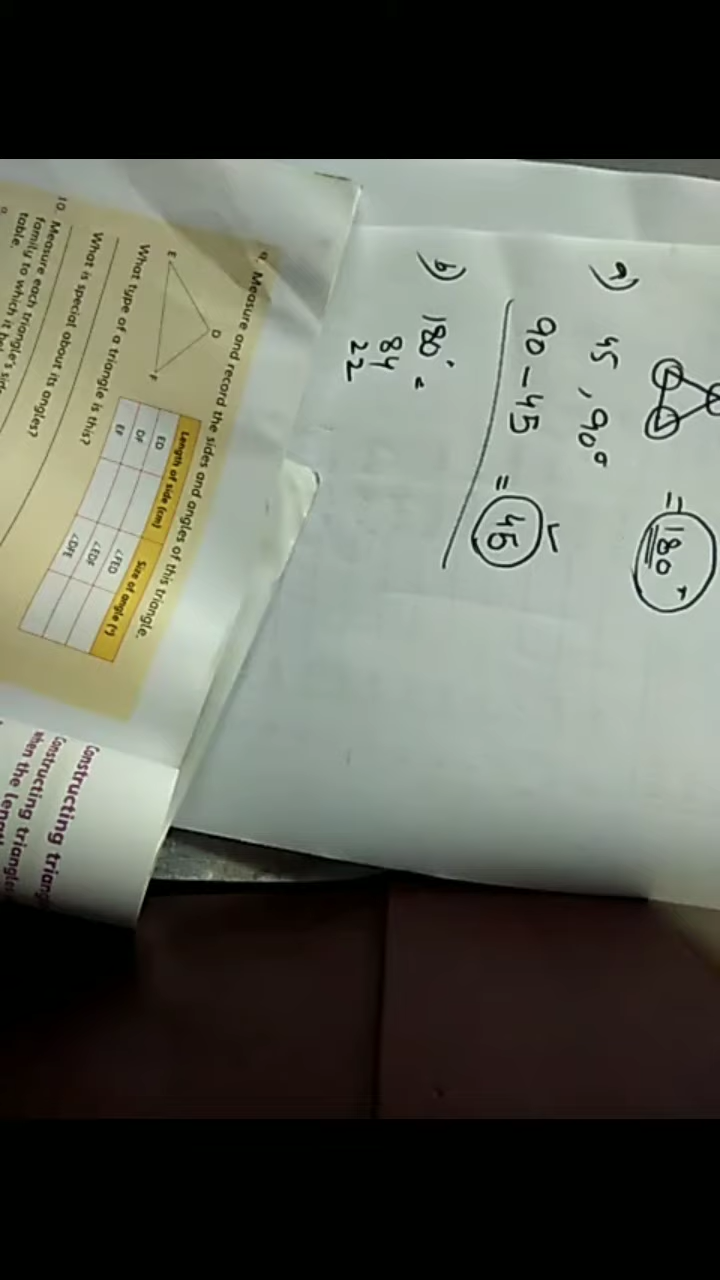 = 180°
a) 45, 90°
90 - 45 = 45
b) 180° =
84
22
9. Measure and record the sides and angles of this triangle.
D
E
F
Length of side (cm) Size of angle (°)
ED ∠FED
DF ∠EDF
EF ∠DFE
What type of a triangle is this?
What is special about its angles?
10. Measure each triangle's
family to which it
table.
Constructing
Constructing triangles
when the